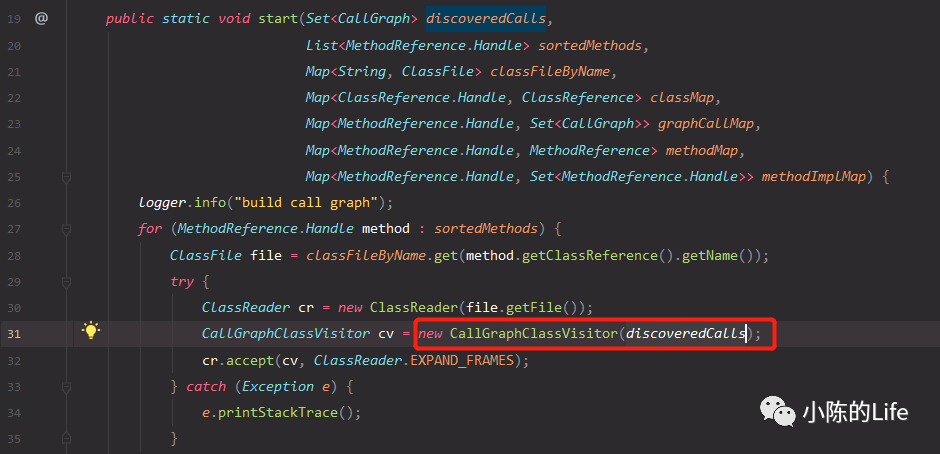 19 @ public static void start(Set<CallGraph> discoveredCalls,
20 List<MethodReference.Handle> sortedMethods,
21 Map<String, ClassFile> classFileByName,
22 Map<ClassReference.Handle, ClassReference> classMap,
23 Map<MethodReference.Handle, Set<CallGraph>> graphCallMap,
24 Map<MethodReference.Handle, MethodReference> methodMap,
25 Map<MethodReference.Handle, Set<MethodReference.Handle>> methodImplMap) {
26 logger.info("build call graph");
27 for (MethodReference.Handle method : sortedMethods) {
28 ClassFile file = classFileByName.get(method.getClassReference().getName());
29 try {
30 ClassReader cr = new ClassReader(file.getFile());
31 CallGraphClassVisitor cv = new CallGraphClassVisitor(discoveredCalls);
32 cr.accept(cv, ClassReader.EXPAND_FRAMES);
33 } catch (Exception e) {
34 e.printStackTrace();
35 }
小陈的Life